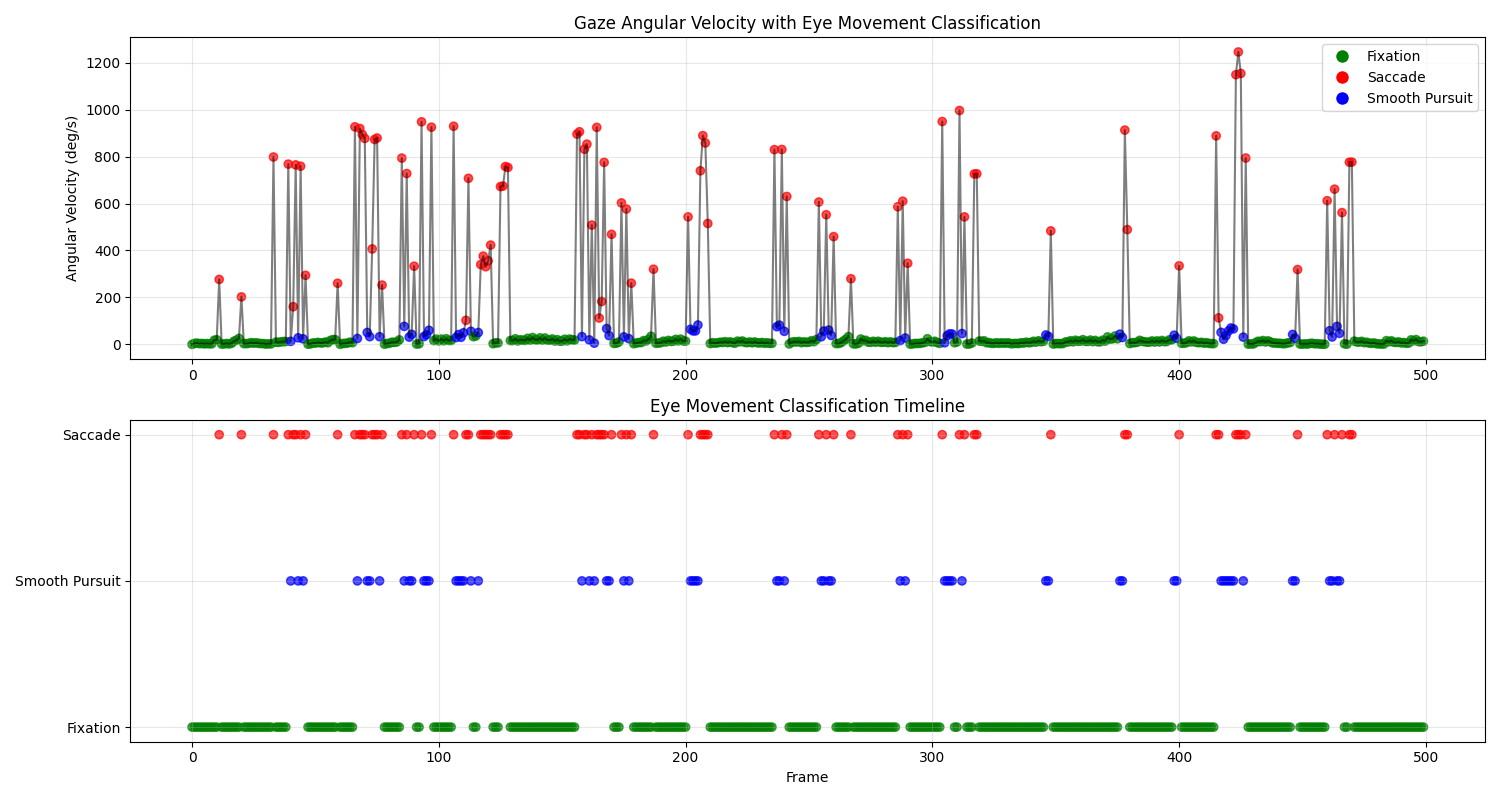 Gaze Angular Velocity with Eye Movement Classification
Angular Velocity (deg/s)
1200
1000
800
600
400
200
0
Fixation
Saccade
Smooth Pursuit
0
100
200
300
400
500
Eye Movement Classification Timeline
Saccade
Smooth Pursuit
Fixation
0
100
200
300
400
500
Frame